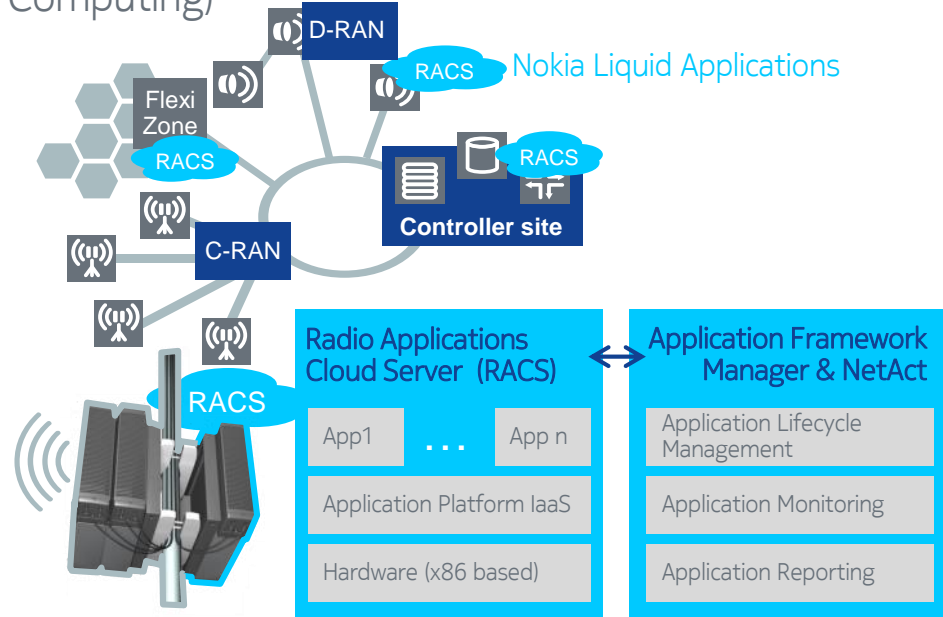 Computing)
D-RAN
RACS
Nokia Liquid Applications
Flexi
Zone
RACS
RACS
Controller site
C-RAN
RACS
Radio Applications
Cloud Server (RACS)
App1
...
App n
Application Platform IaaS
Hardware (x86 based)
Application Framework
Manager & NetAct
Application Lifecycle
Management
Application Monitoring
Application Reporting